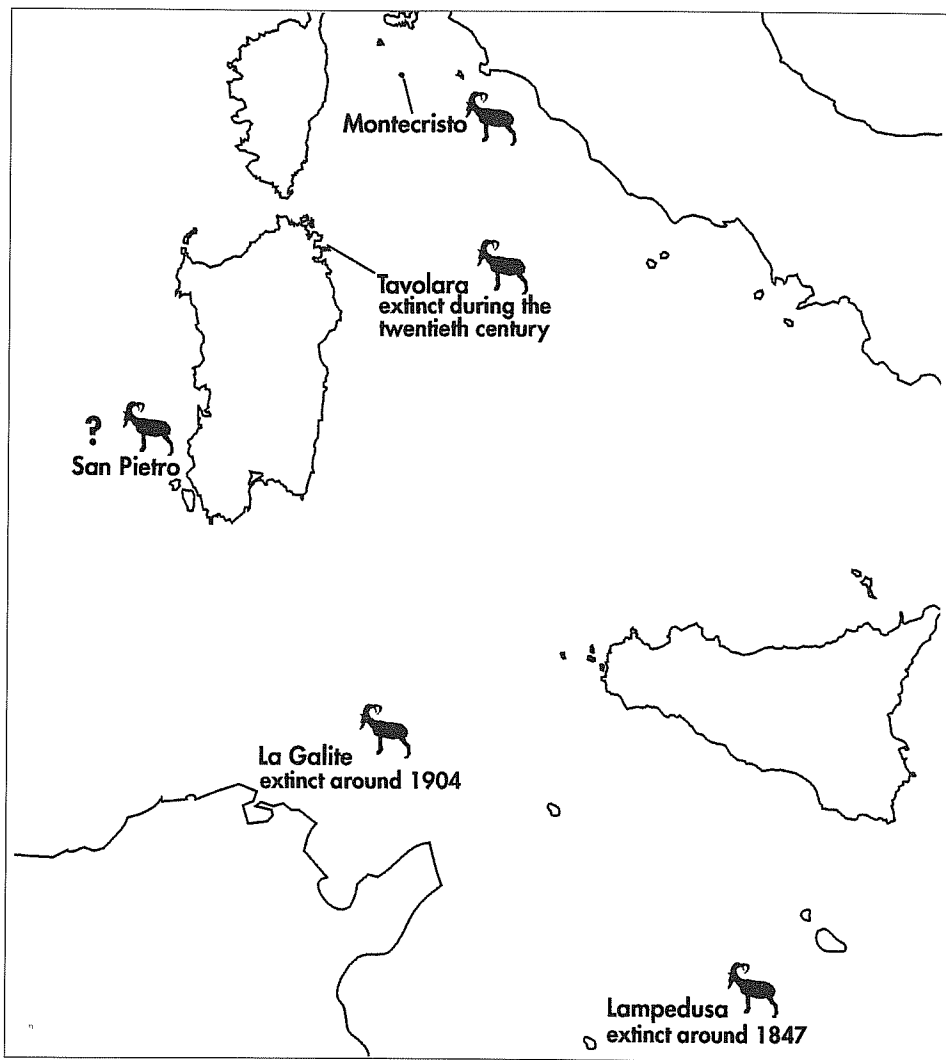 Montecristo
Tavolara
extinct during the
twentieth century
?
San Pietro
La Galite
extinct around 1904
Lampedusa
extinct around 1847